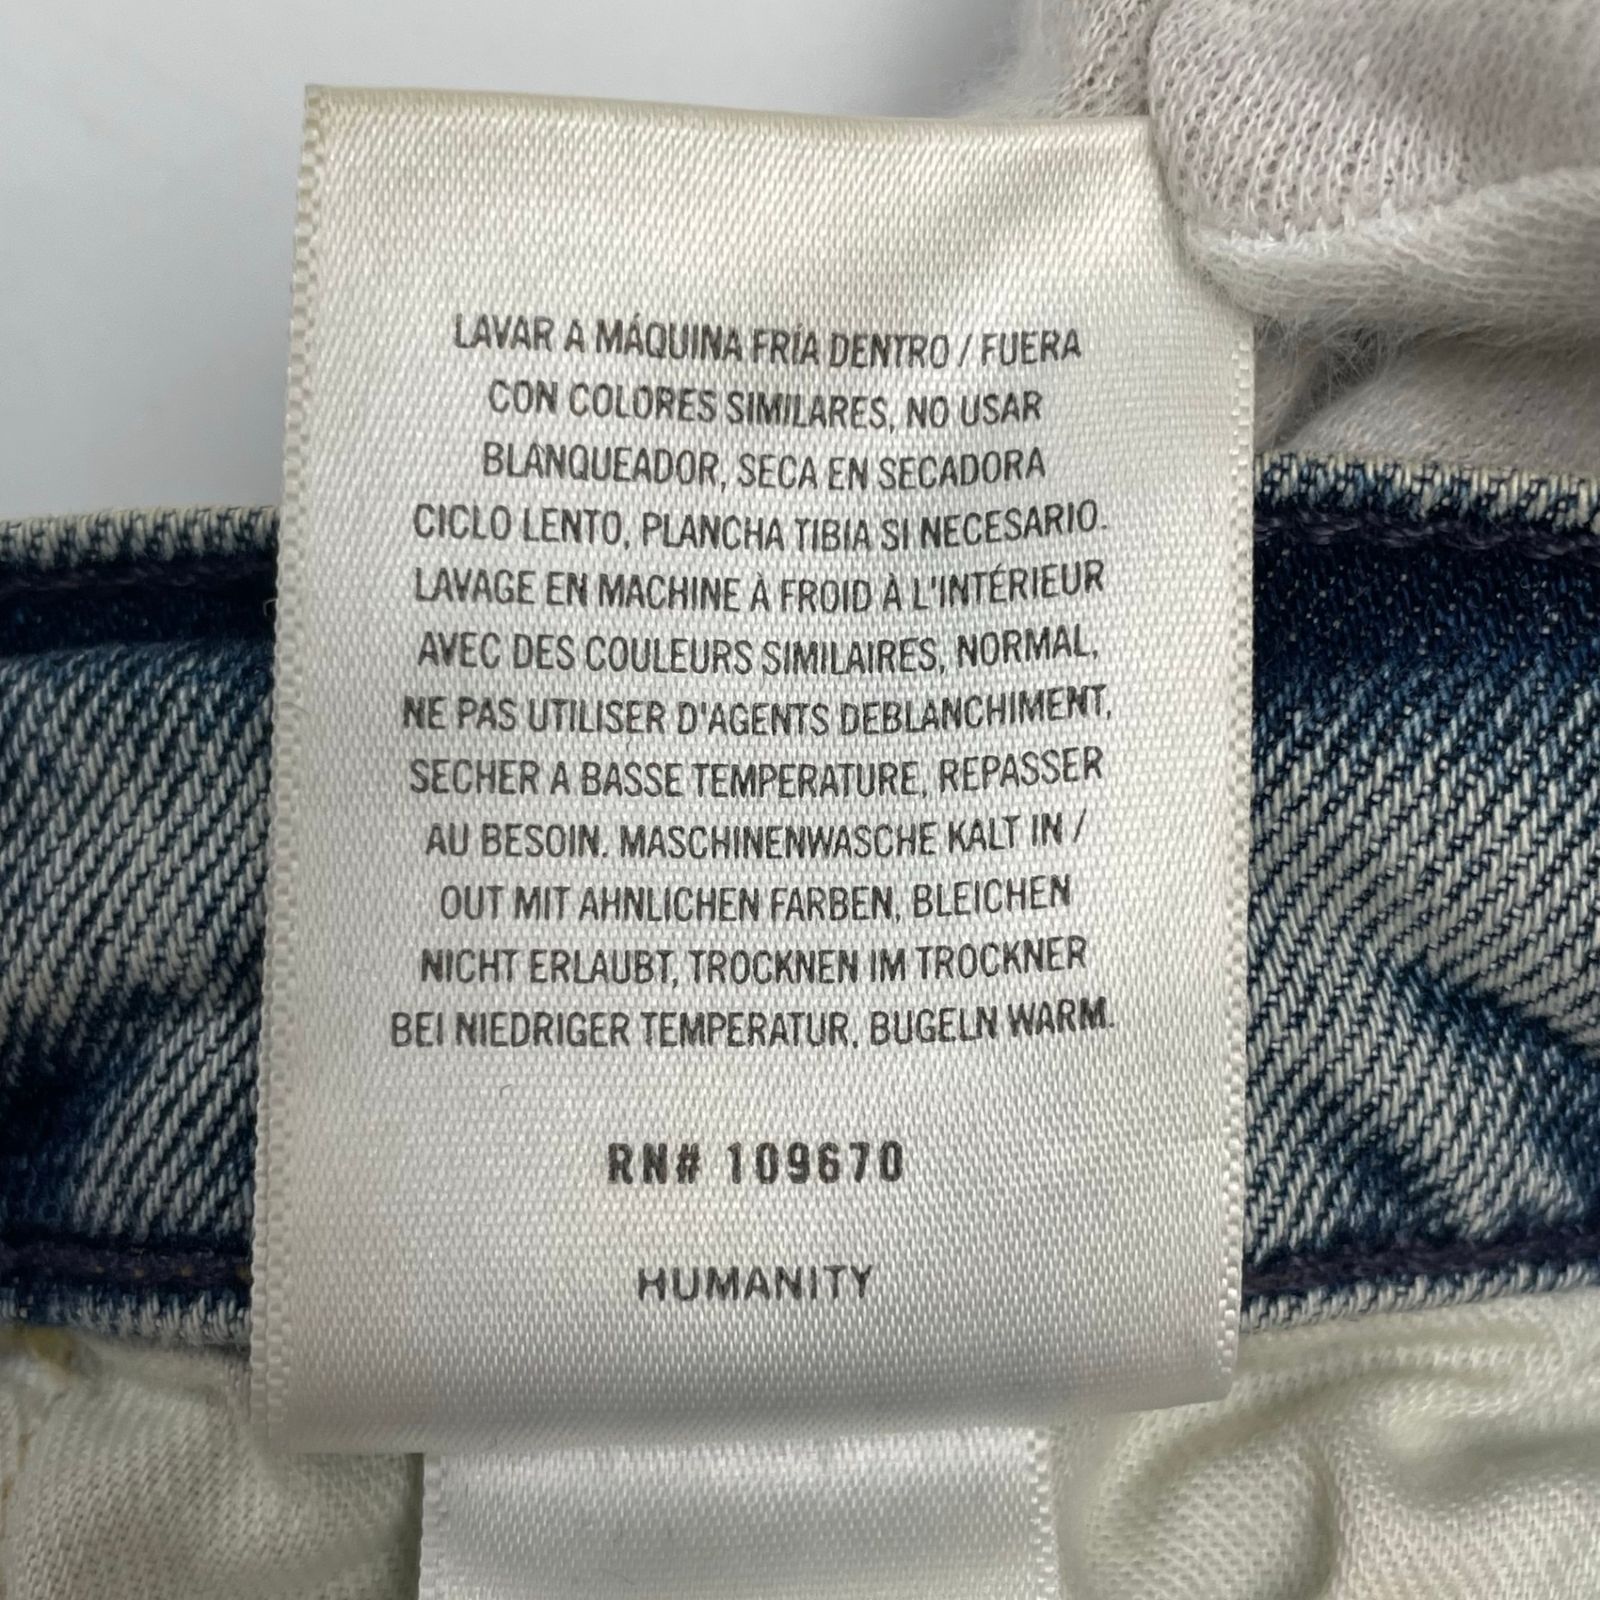 LAVAR A MÁQUINA FRÍA DENTRO / FUERA
CON COLORES SIMILARES, NO USAR
BLANQUEADOR, SECA EN SECADORA
CICLO LENTO, PLANCHA TIBIA SI NECESARIO.
LAVAGE EN MACHINE À FROID À L'INTÉRIEUR
AVEC DES COULEURS SIMILAIRES, NORMAL,
NE PAS UTILISER D'AGENTS DEBLANCHIMENT,
SECHER A BASSE TEMPERATURE, REPASSER
AU BESOIN. MASCHINENWASCHE KALT IN /
OUT MIT AHNLICHEN FARBEN, BLEICHEN
NICHT ERLAUBT, TROCKNEN IM TROCKNER
BEI NIEDRIGER TEMPERATUR, BUGELN WARM.
RN# 109670
HUMANITY